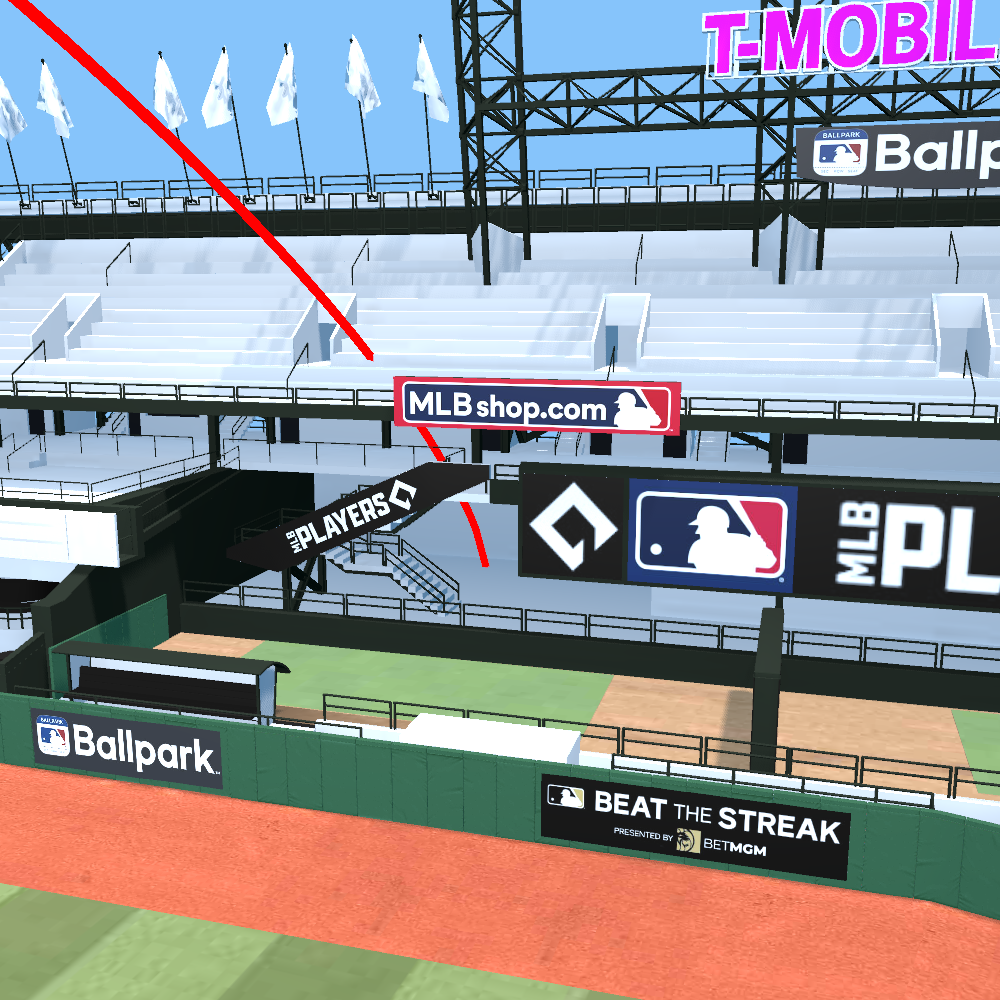 T-MOBIL
BALLPARK
Ballp
MLBshop.com
MLB PLAYERS
MLB PL
BALLPARK
Ballpark
BEAT THE STREAK
PRESENTED BY BETMGM